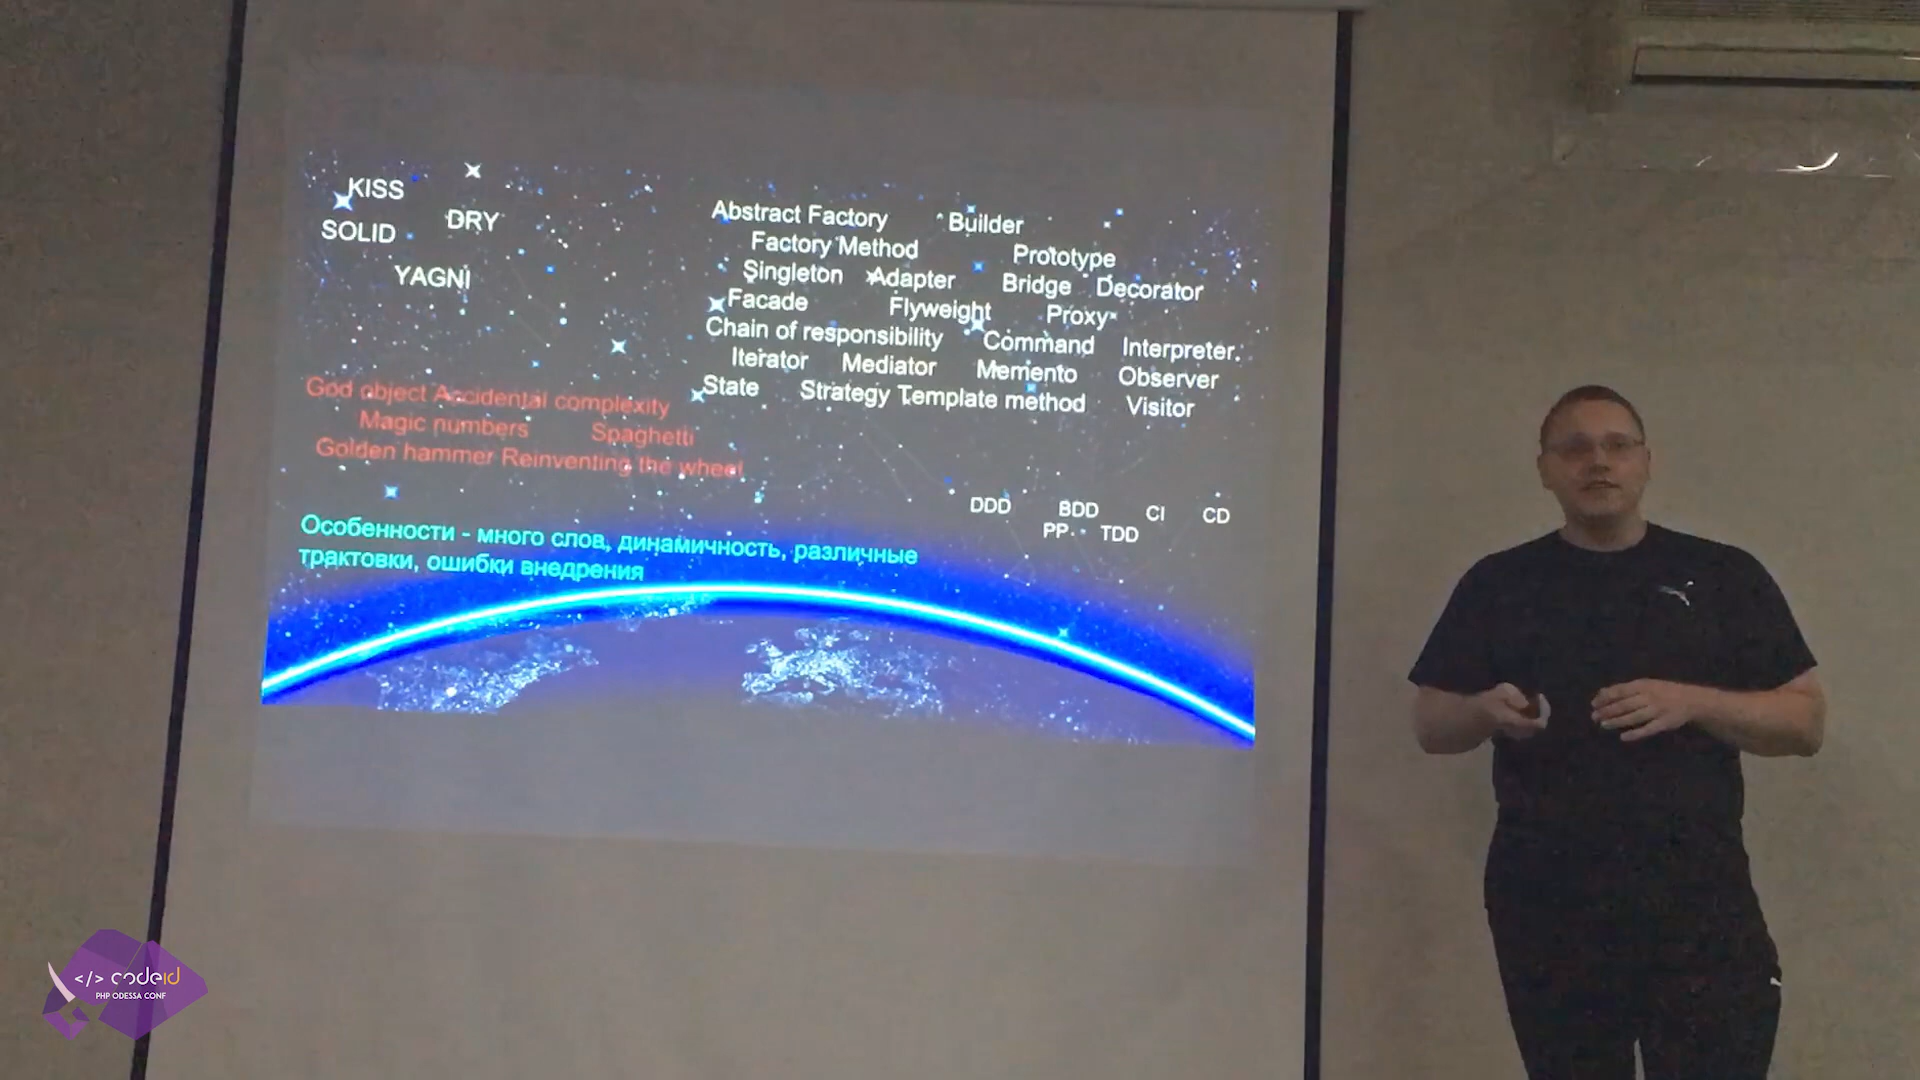 KISS
DRY
SOLID
YAGNI
Abstract Factory Builder
Factory Method Prototype
Singleton Adapter Bridge Decorator
Facade Flyweight Proxy
Chain of responsibility Command Interpreter
Iterator Mediator Memento Observer
State Strategy Template method Visitor
God object Accidental complexity
Magic numbers Spaghetti
Golden hammer Reinventing the wheel
DDD BDD CI CD
PP TDD
Особенности - много слов, динамичность, различные
трактовки, ошибки внедрения
</> codeid
PHP ODESSA CONF